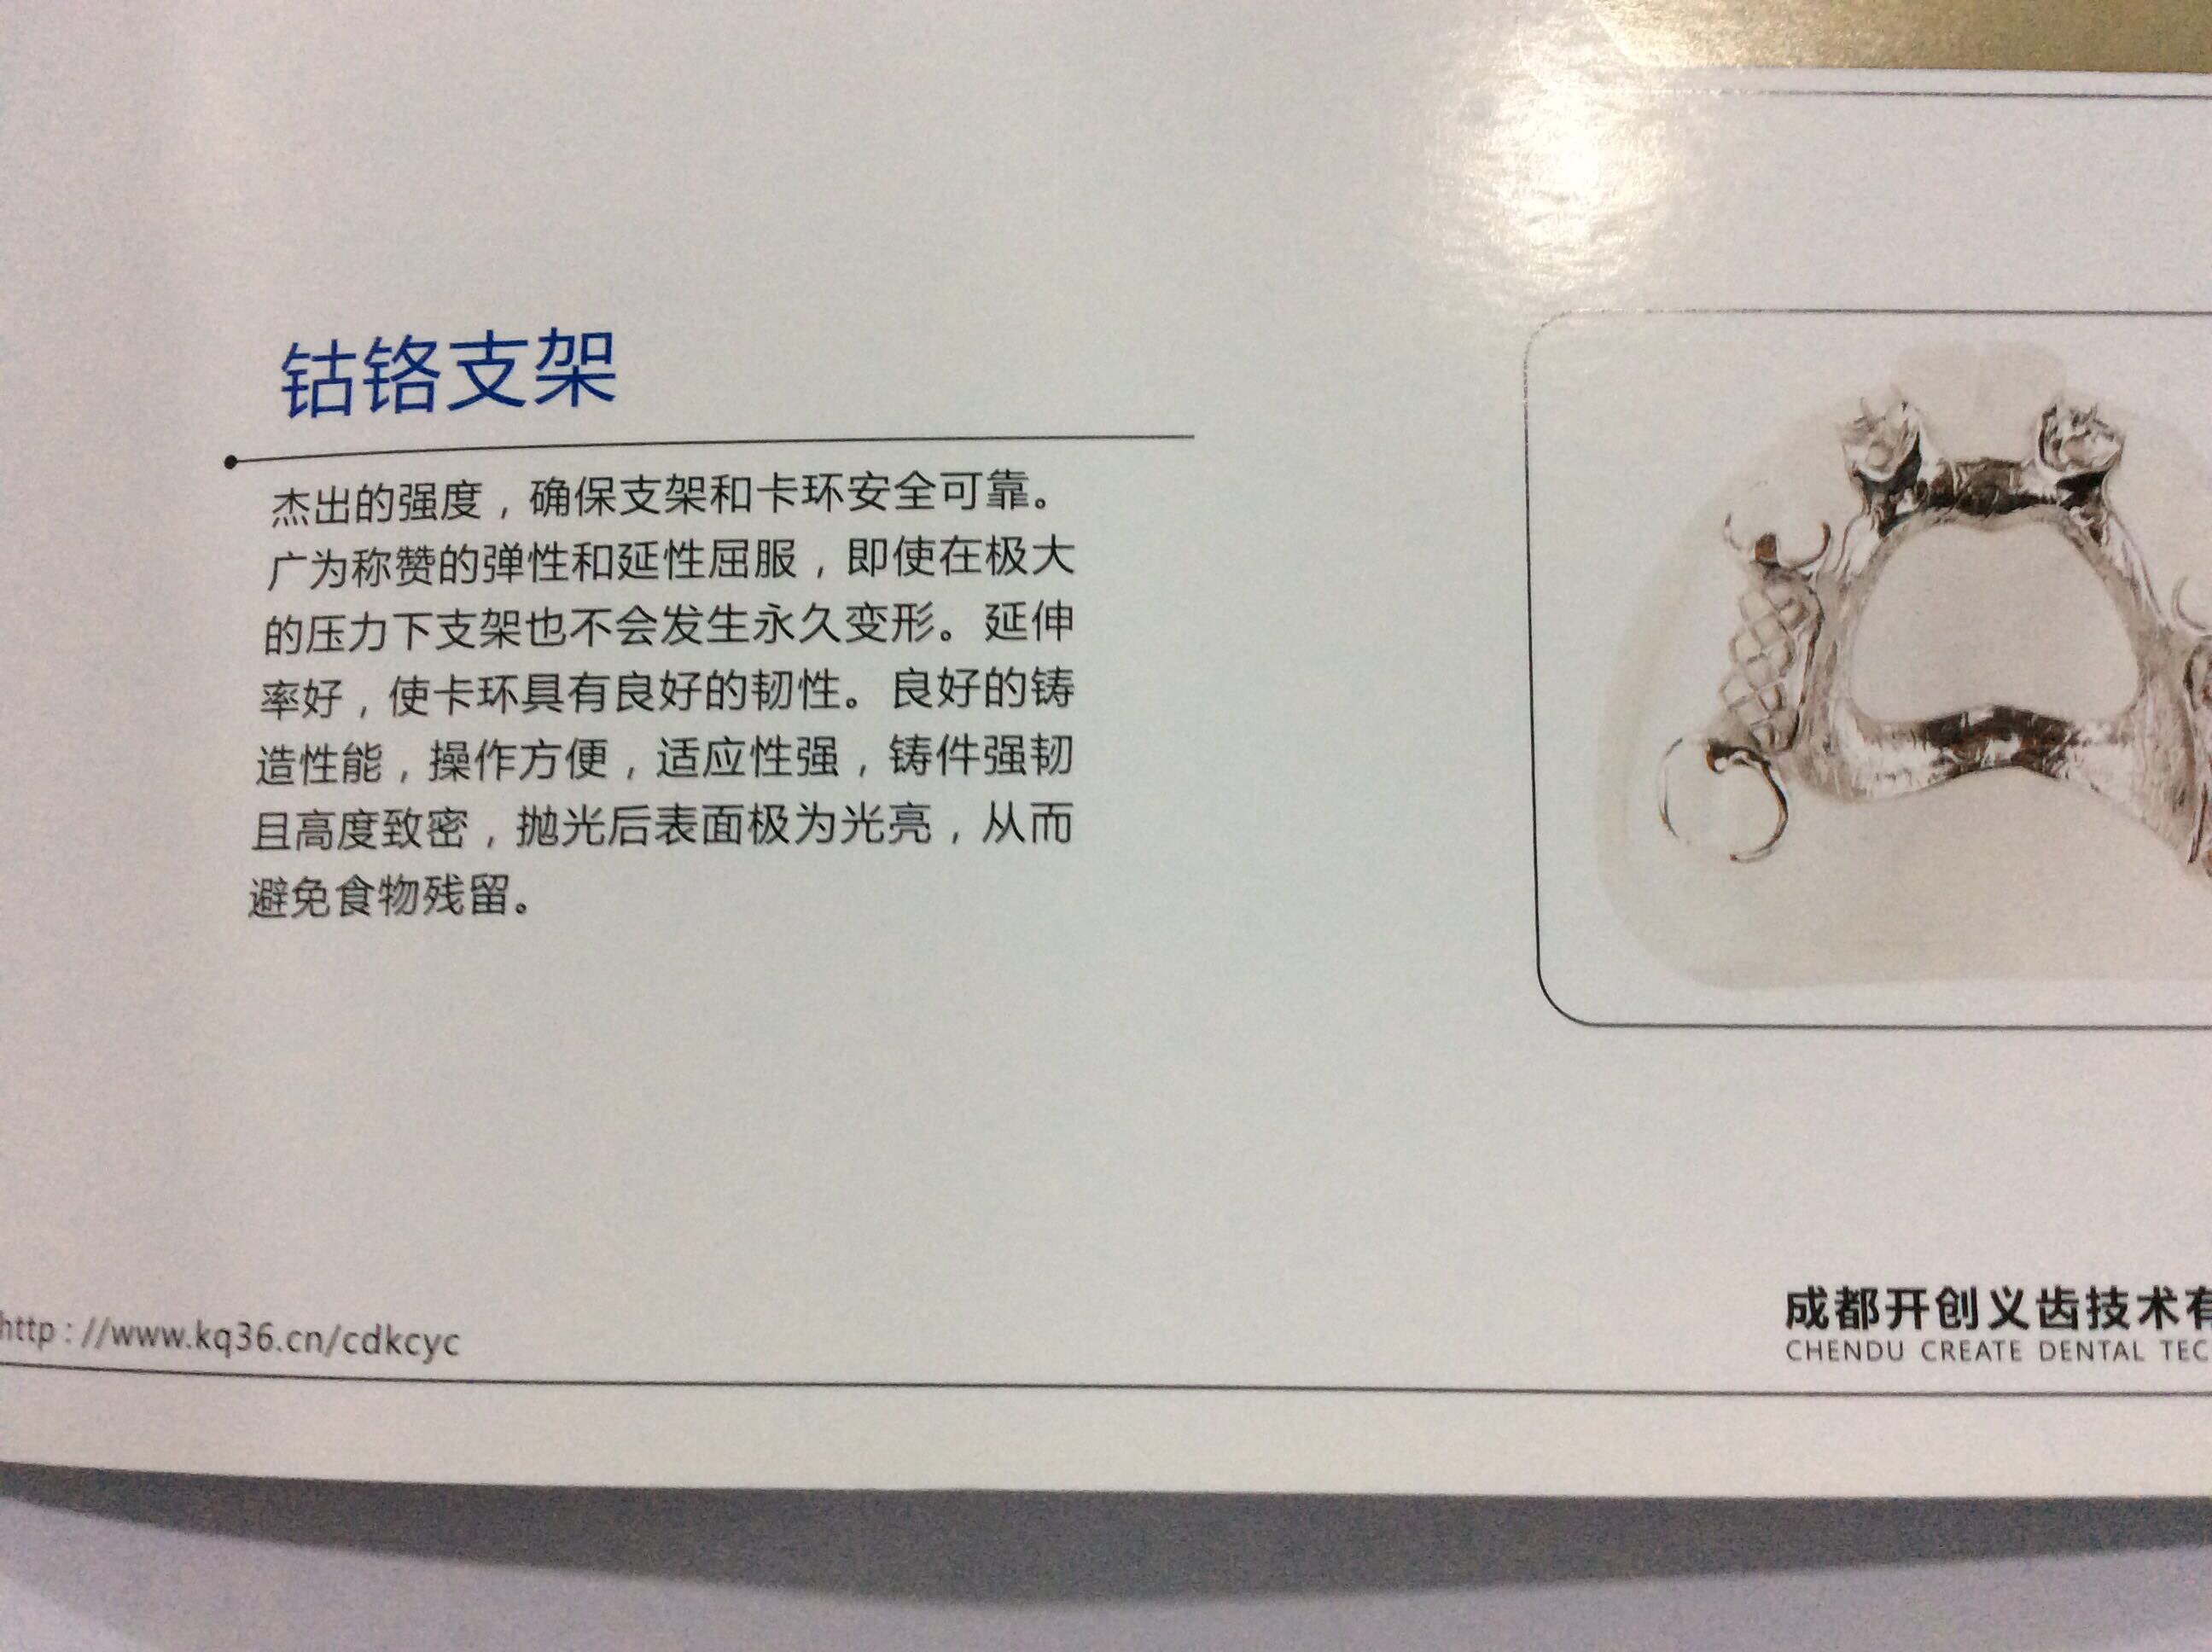 钴铬支架
杰出的强度，确保支架和卡环安全可靠。
广为称赞的弹性和延性屈服，即使在极大
的压力下支架也不会发生永久变形。延伸
率好，使卡环具有良好的韧性。良好的铸
造性能，操作方便，适应性强，铸件强韧
且高度致密，抛光后表面极为光亮，从而
避免食物残留。
http://www.kq36.cn/cdkcyc
成都开创义齿技术有
CHENDU CREATE DENTAL TEC